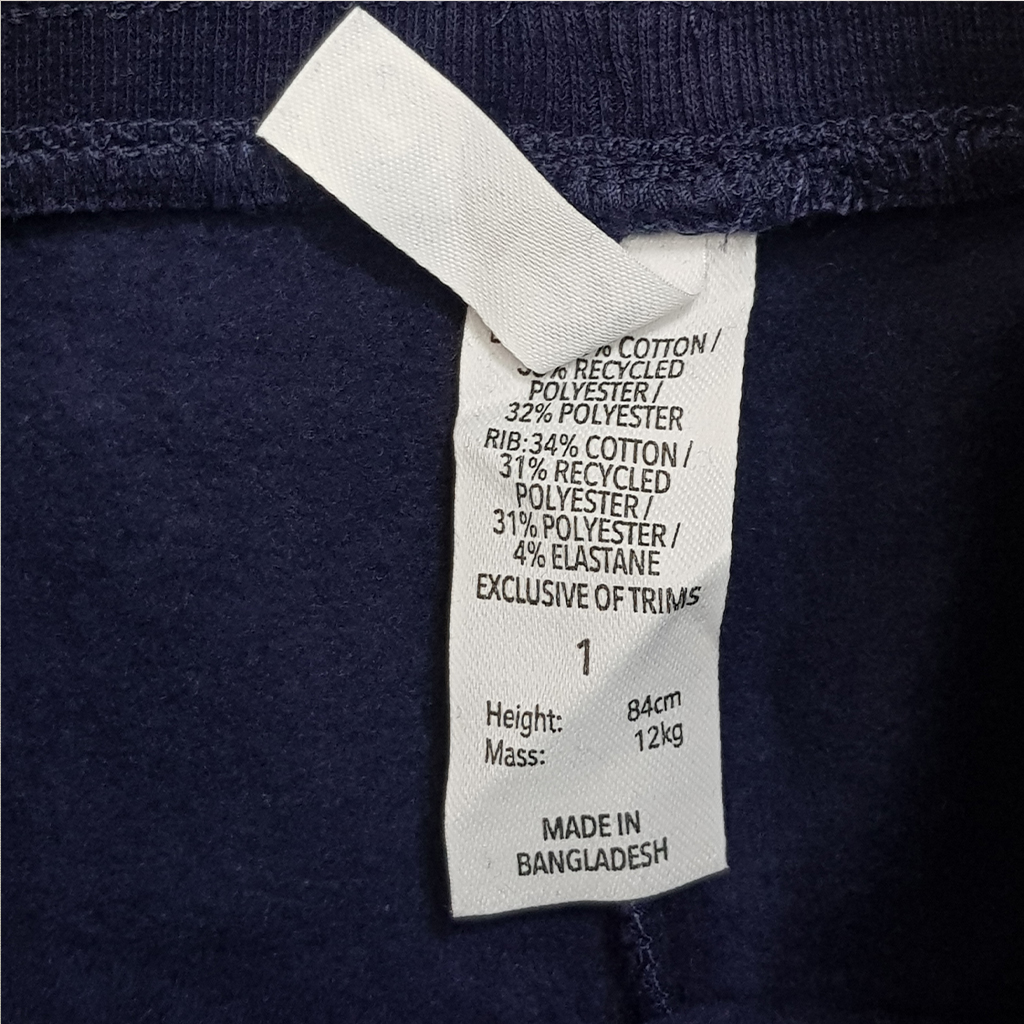 % COTTON /
% RECYCLED
POLYESTER /
32% POLYESTER
RIB:34% COTTON /
31% RECYCLED
POLYESTER /
31% POLYESTER /
4% ELASTANE
EXCLUSIVE OF TRIMS
1
Height: 84cm
Mass: 12kg
MADE IN
BANGLADESH